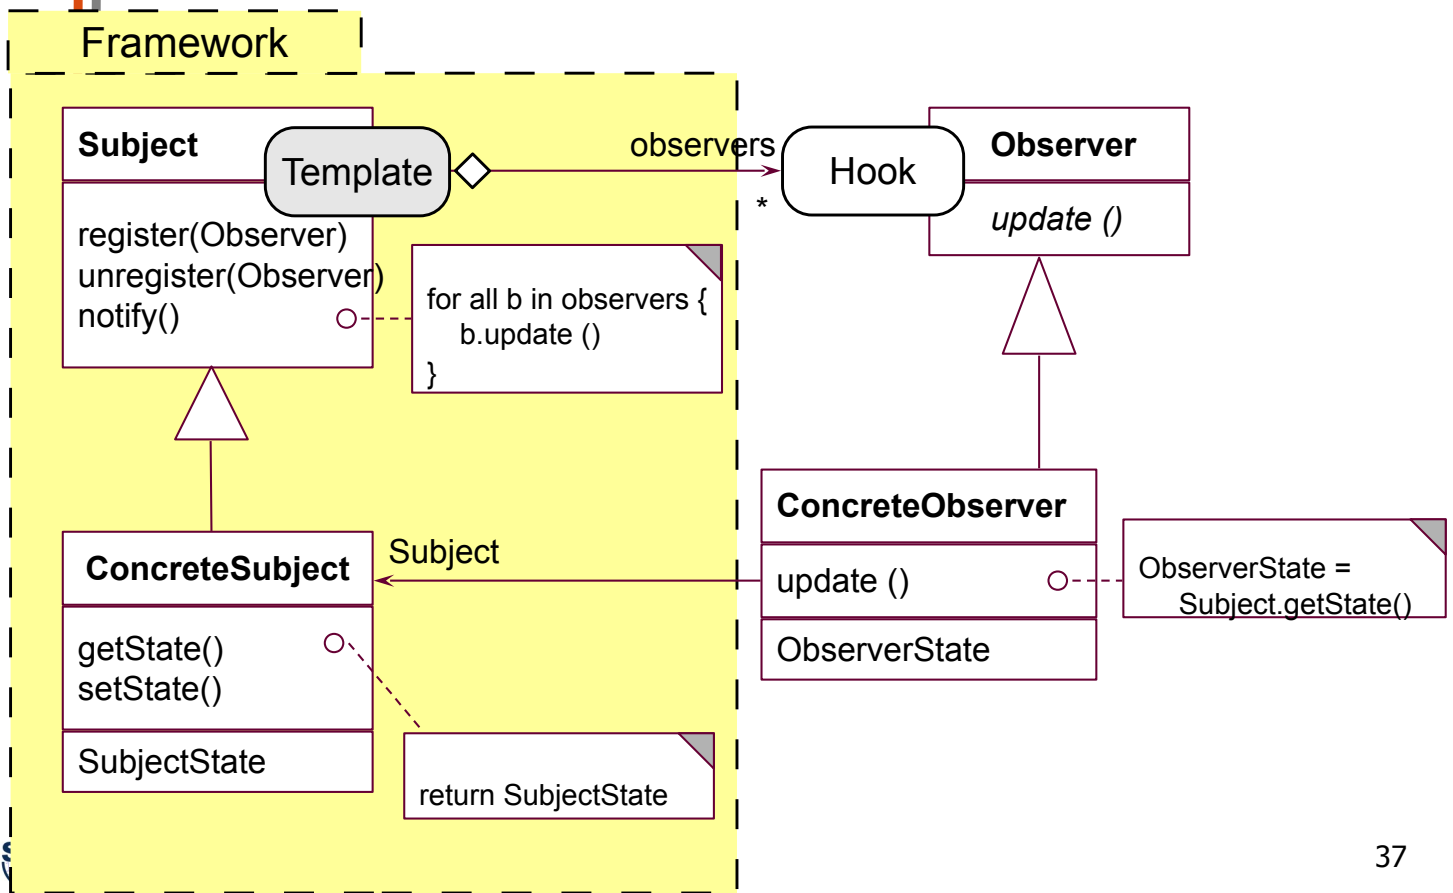 Framework
Subject
Template
observers
*
Hook
Observer
update ()
register(Observer)
unregister(Observer)
notify()
for all b in observers {
b.update ()
}
ConcreteSubject
Subject
ConcreteObserver
update ()
ObserverState
ObserverState =
Subject.getState()
getState()
setState()
SubjectState
return SubjectState
37